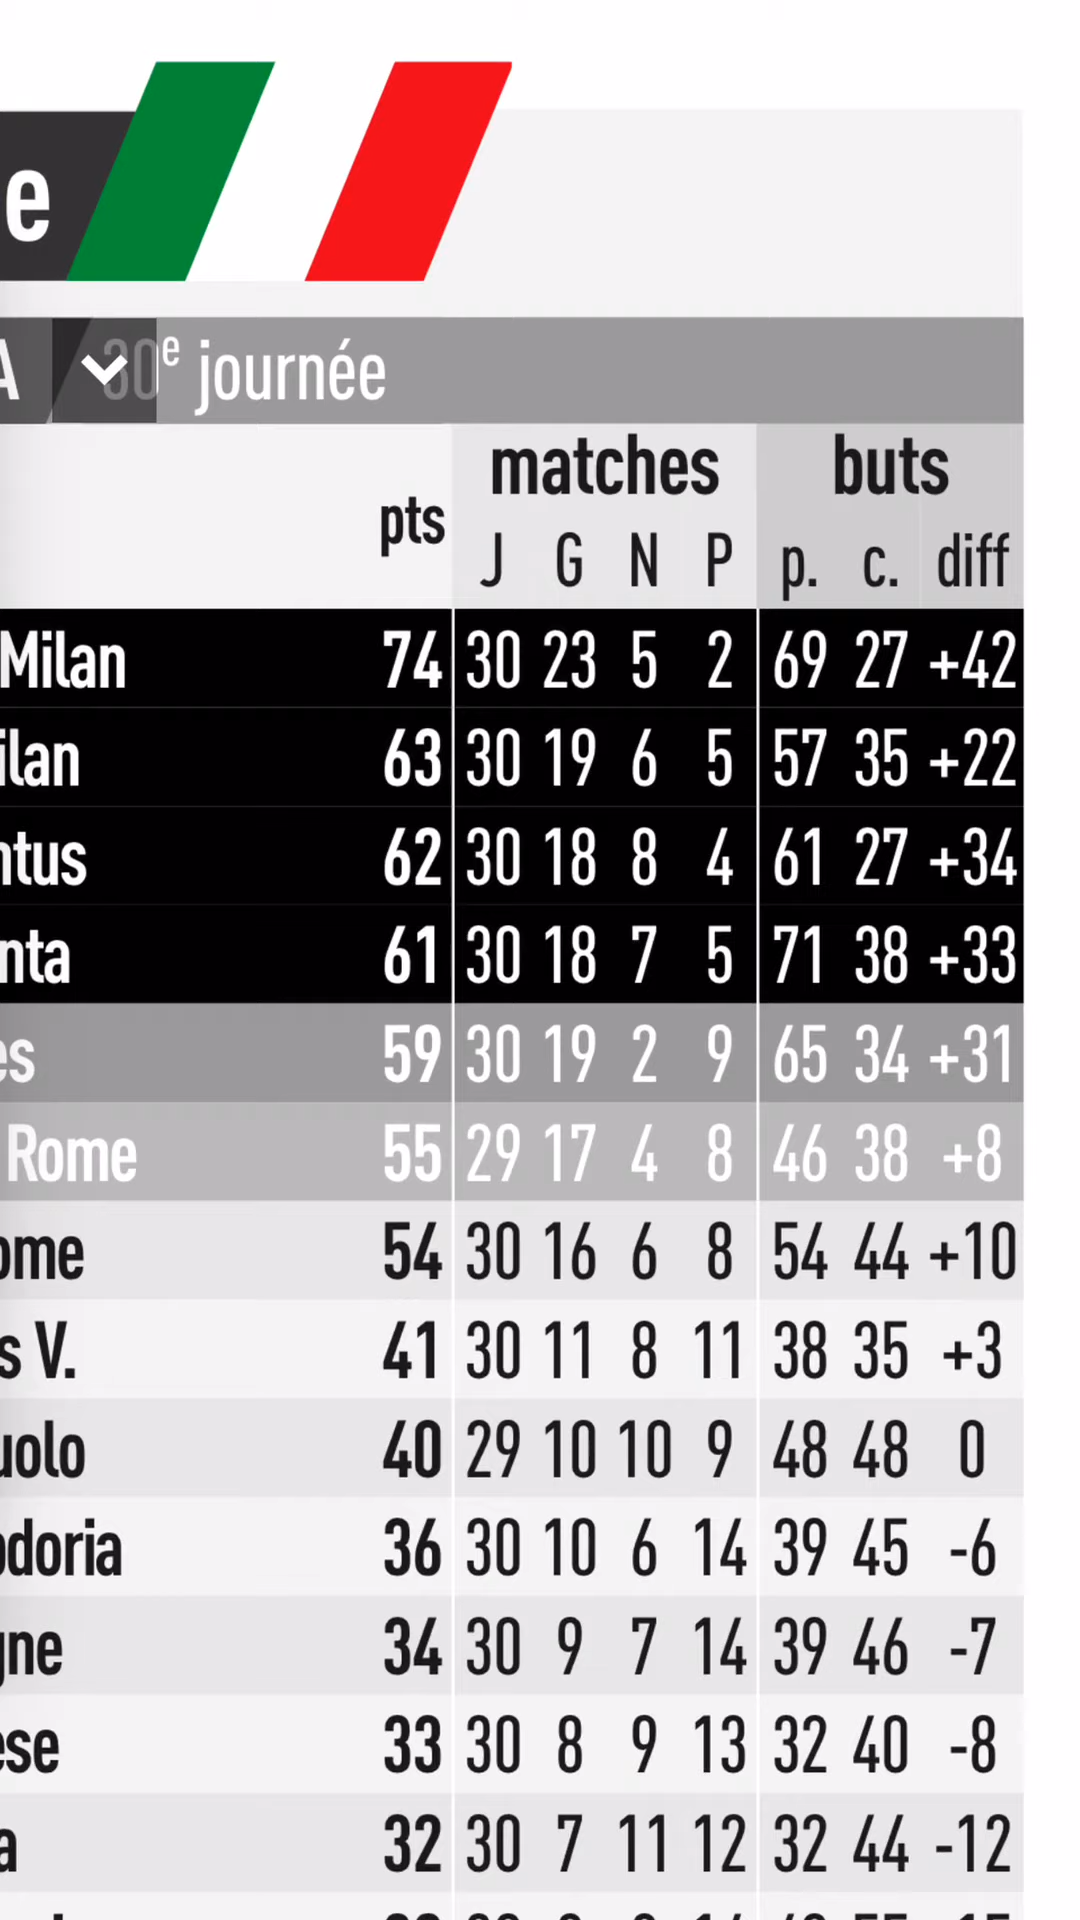 e
A 30e journée
matches buts
pts J G N P p. c. diff
Milan 74 30 23 5 2 69 27 +42
ilan 63 30 19 6 5 57 35 +22
ntus 62 30 18 8 4 61 27 +34
nta 61 30 18 7 5 71 38 +33
es 59 30 19 2 9 65 34 +31
Rome 55 29 17 4 8 46 38 +8
ome 54 30 16 6 8 54 44 +10
s V. 41 30 11 8 11 38 35 +3
uolo 40 29 10 10 9 48 48 0
odoria 36 30 10 6 14 39 45 -6
gne 34 30 9 7 14 39 46 -7
ese 33 30 8 9 13 32 40 -8
a 32 30 7 11 12 32 44 -12